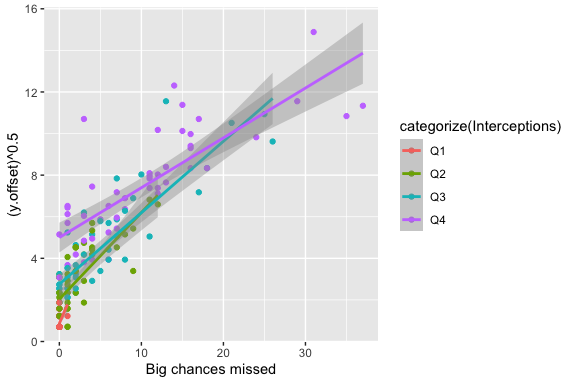 16
12
8
4
0
(y.offset)^0.5
0
10
20
30
Big chances missed
categorize(Interceptions)
Q1
Q2
Q3
Q4